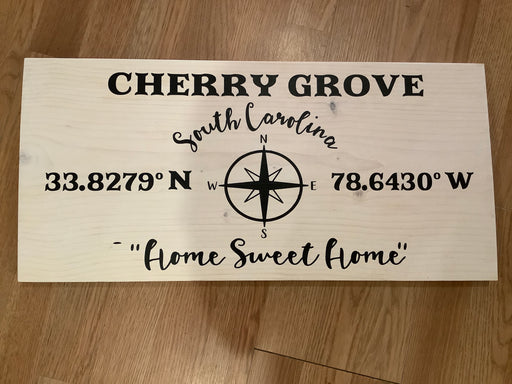 CHERRY GROVE
South Carolina
N
33.8279° N W E 78.6430° W
S
"Home Sweet Home"